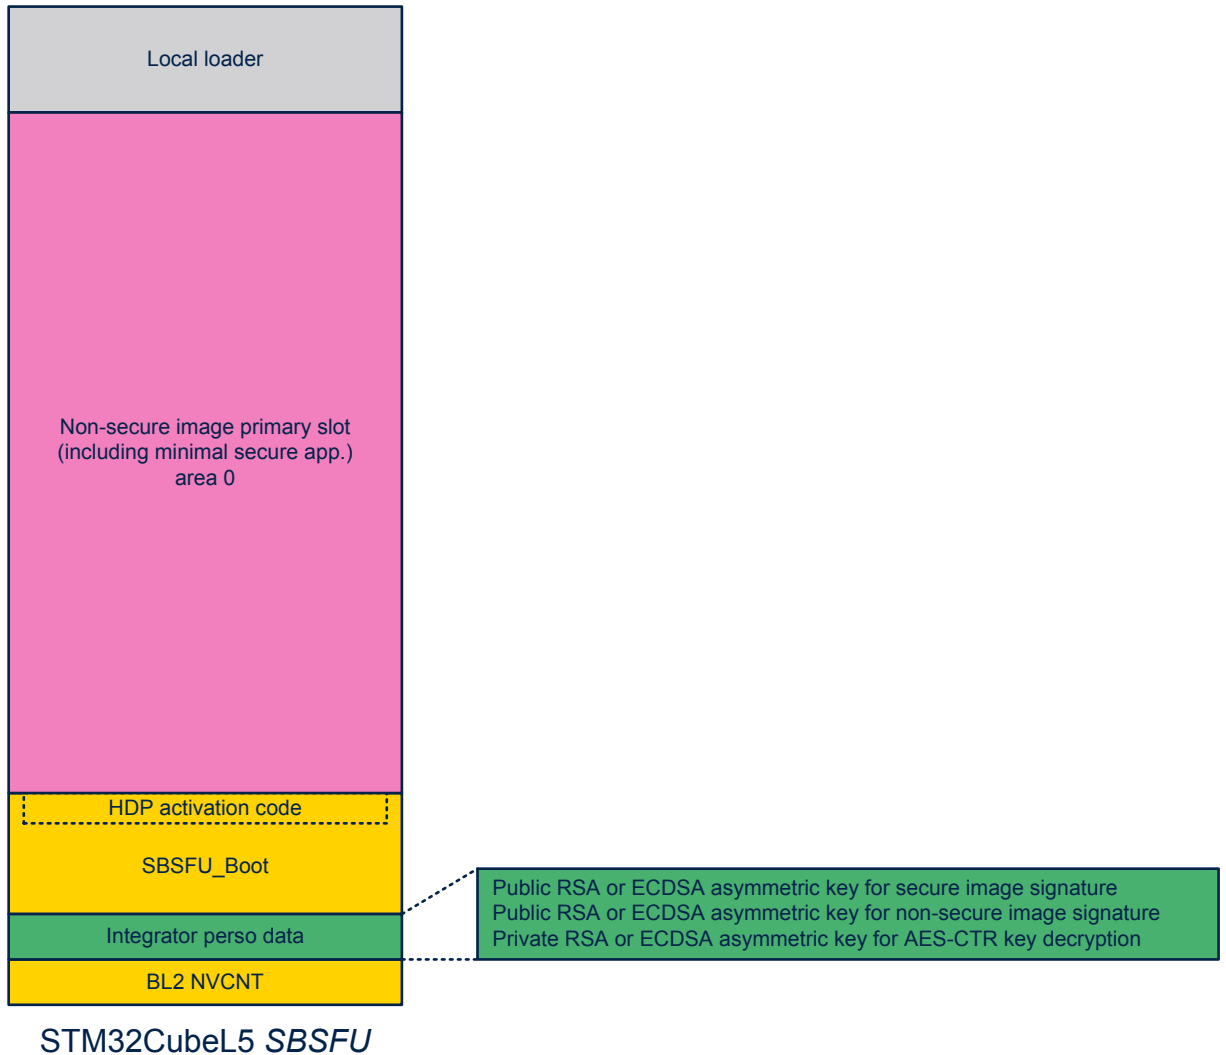 Local loader
Non-secure image primary slot
(including minimal secure app.)
area 0
HDP activation code
SBSFU_Boot
Public RSA or ECDSA asymmetric key for secure image signature
Public RSA or ECDSA asymmetric key for non-secure image signature
Private RSA or ECDSA asymmetric key for AES-CTR key decryption
Integrator perso data
BL2 NVCNT
STM32CubeL5 SBSFU